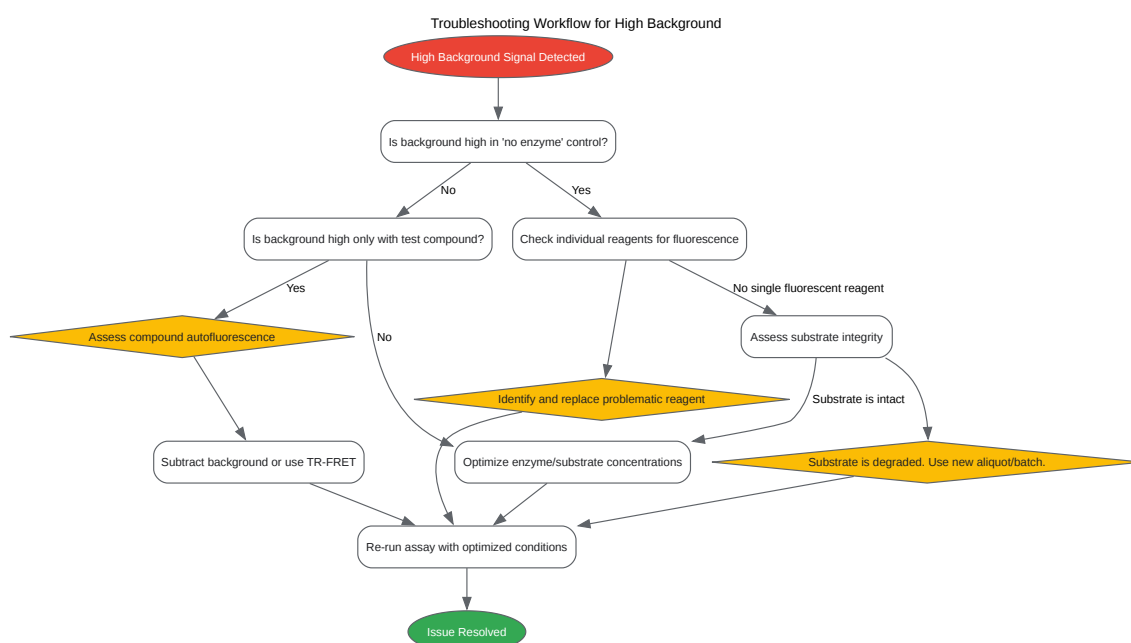 Troubleshooting Workflow for High Background
High Background Signal Detected
Is background high in 'no enzyme' control?
No
Yes
Is background high only with test compound?
Check individual reagents for fluorescence
Yes
No single fluorescent reagent
Assess compound autofluorescence
No
Assess substrate integrity
Identify and replace problematic reagent
Substrate is intact
Subtract background or use TR-FRET
Optimize enzyme/substrate concentrations
Substrate is degraded. Use new aliquot/batch.
Re-run assay with optimized conditions
Issue Resolved